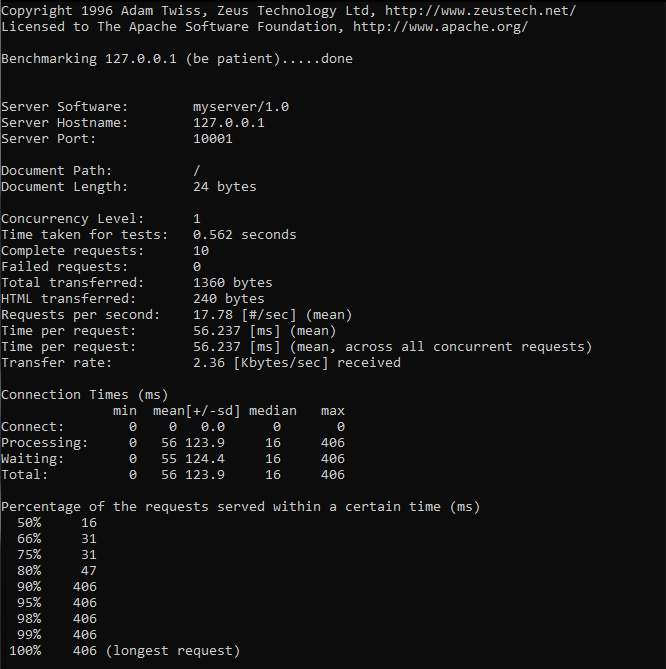 Copyright 1996 Adam Twiss, Zeus Technology Ltd, http://www.zeustech.net/
Licensed to The Apache Software Foundation, http://www.apache.org/

Benchmarking 127.0.0.1 (be patient).....done


Server Software:        myserver/1.0
Server Hostname:        127.0.0.1
Server Port:            10001

Document Path:          /
Document Length:        24 bytes

Concurrency Level:      1
Time taken for tests:   0.562 seconds
Complete requests:      10
Failed requests:        0
Total transferred:      1360 bytes
HTML transferred:       240 bytes
Requests per second:    17.78 [#/sec] (mean)
Time per request:       56.237 [ms] (mean)
Time per request:       56.237 [ms] (mean, across all concurrent requests)
Transfer rate:          2.36 [Kbytes/sec] received

Connection Times (ms)
              min  mean[+/-sd] median   max
Connect:        0    0   0.0      0       0
Processing:     0   56 123.9     16     406
Waiting:        0   55 124.4     16     406
Total:          0   56 123.9     16     406

Percentage of the requests served within a certain time (ms)
  50%     16
  66%     31
  75%     31
  80%     47
  90%    406
  95%    406
  98%    406
  99%    406
 100%    406 (longest request)